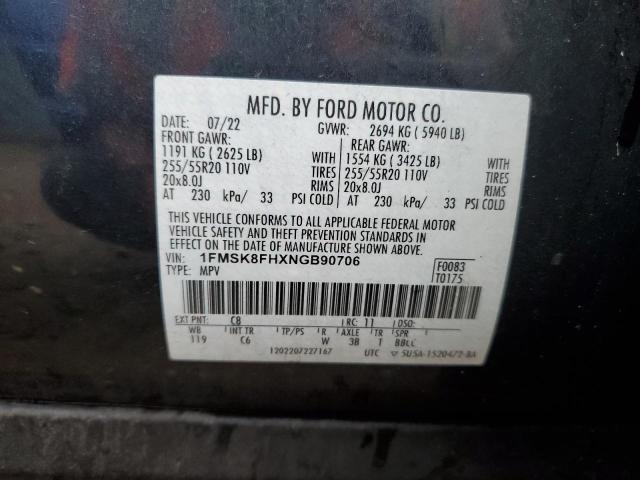 MFD. BY FORD MOTOR CO.
DATE: 07/22 GVWR: 2694 KG ( 5940 LB)
FRONT GAWR: REAR GAWR:
1191 KG ( 2625 LB) WITH 1554 KG ( 3425 LB) WITH
255/55R20 110V TIRES 255/55R20 110V TIRES
20x8.0J RIMS 20x8.0J RIMS
AT 230 kPa/ 33 PSI COLD AT 230 kPa/ 33 PSI COLD
THIS VEHICLE CONFORMS TO ALL APPLICABLE FEDERAL MOTOR
VEHICLE SAFETY AND THEFT PREVENTION STANDARDS IN
EFFECT ON THE DATE OF MANUFACTURE SHOWN ABOVE.
VIN: 1FMSK8FHXNGB90706 F0083
TYPE: MPV T0175
EXT PNT: C8 RC: 11 DSO:
WB INT TR TP/PS R AXLE TR SPR
119 C6 W 3B 1 BBCC
1202207227167 UTC ▽ 5U5A-1520472-BA